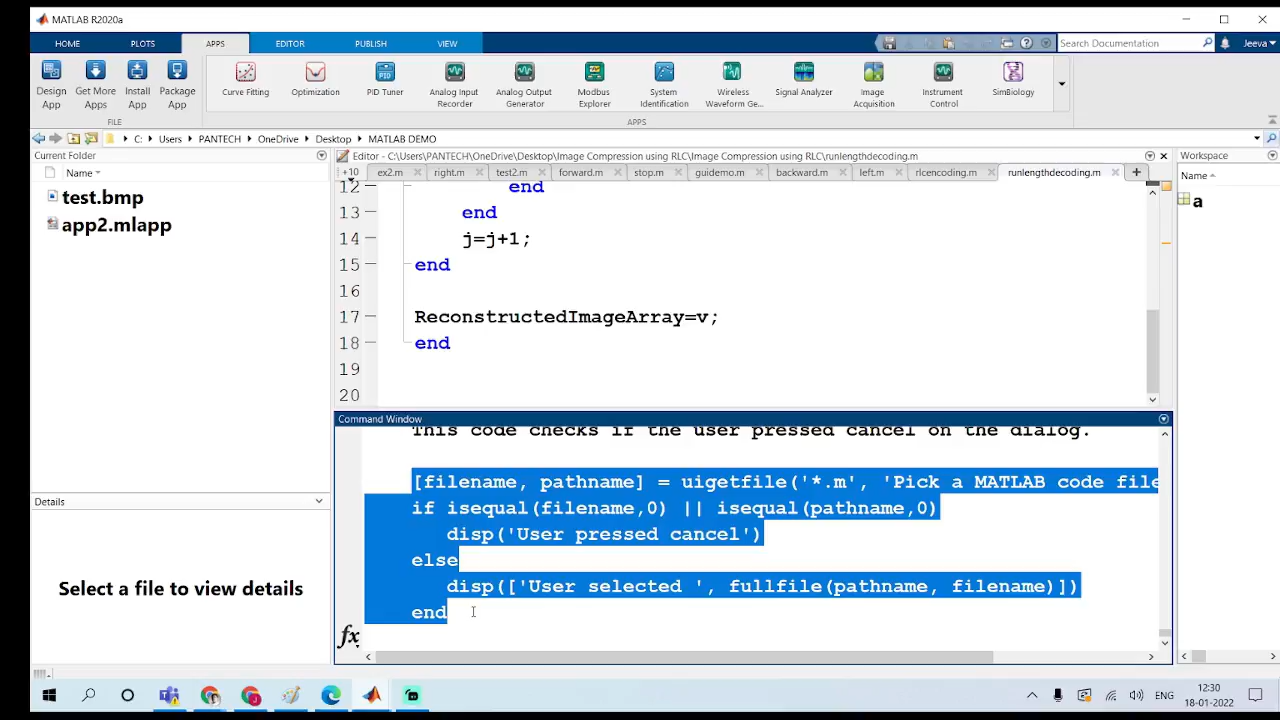 MATLAB R2020a
HOME PLOTS APPS EDITOR PUBLISH VIEW Search Documentation Jeeva
Design App
Get More Apps
Install App
Package App
Curve Fitting
Optimization
PID Tuner
Analog Input Recorder
Analog Output Generator
Modbus Explorer
System Identification
Wireless Waveform Ge...
Signal Analyzer
Image Acquisition
Instrument Control
SimBiology
FILE APPS
C: Users PANTECH OneDrive Desktop MATLAB DEMO
Current Folder
Name
test.bmp
app2.mlapp
Details
Select a file to view details
Editor - C:\Users\PANTECH\OneDrive\Desktop\Image Compression using RLC\Image Compression using RLC\runlengthdecoding.m
+10 ex2.m right.m test2.m forward.m stop.m guidemo.m backward.m left.m rlcencoding.m runlengthdecoding.m
12 end
13 end
14 j=j+1;
15 end
16
17 ReconstructedImageArray=v;
18 end
19
20
Command Window
This code checks if the user pressed cancel on the dialog.
[filename, pathname] = uigetfile('*.m', 'Pick a MATLAB code file
if isequal(filename,0) || isequal(pathname,0)
disp('User pressed cancel')
else
disp(['User selected ', fullfile(pathname, filename)])
end
fx
Workspace
Name
a
ENG
12:30
18-01-2022